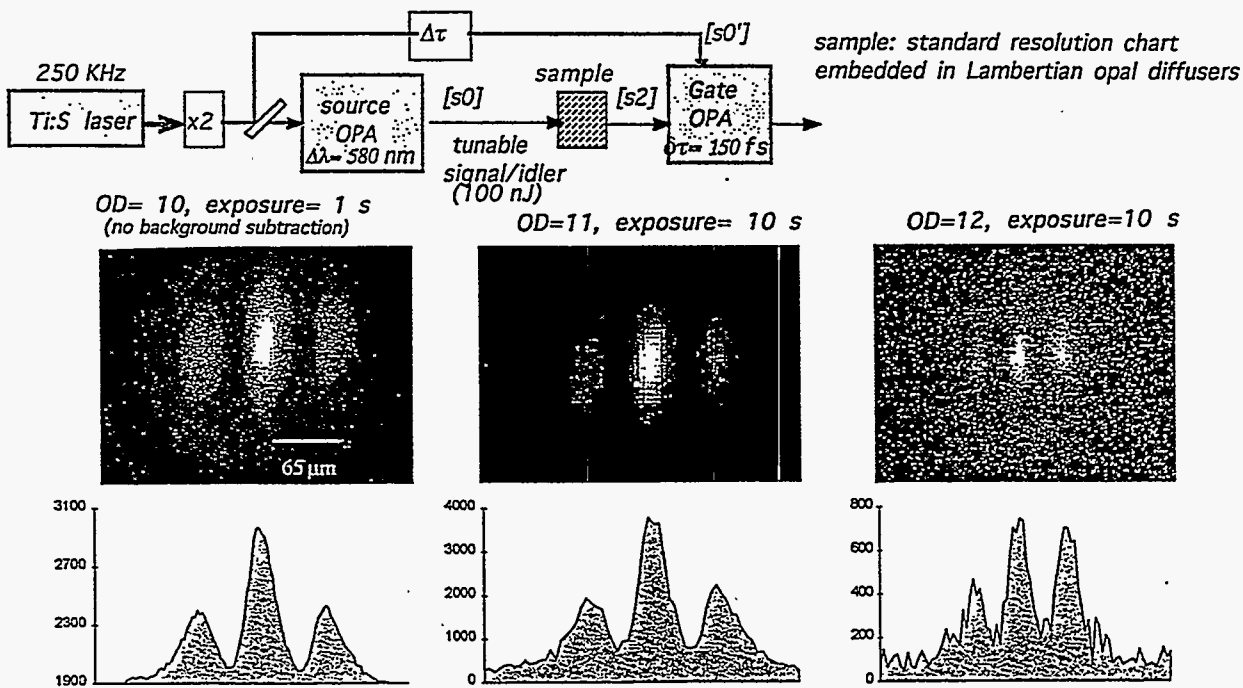 Δτ
[s0']
sample: standard resolution chart
embedded in Lambertian opal diffusers
250 KHz
Ti:S laser
x2
source
OPA
Δλ= 580 nm
[s0]
tunable
signal/idler
(100 nJ)
sample
[s2]
Gate
OPA
δτ= 150 fs
OD= 10, exposure= 1 s
(no background subtraction)
OD=11, exposure= 10 s
OD=12, exposure=10 s
65 μm
3100
2700
2300
1900
4000
3000
2000
1000
0
800
600
400
200
0